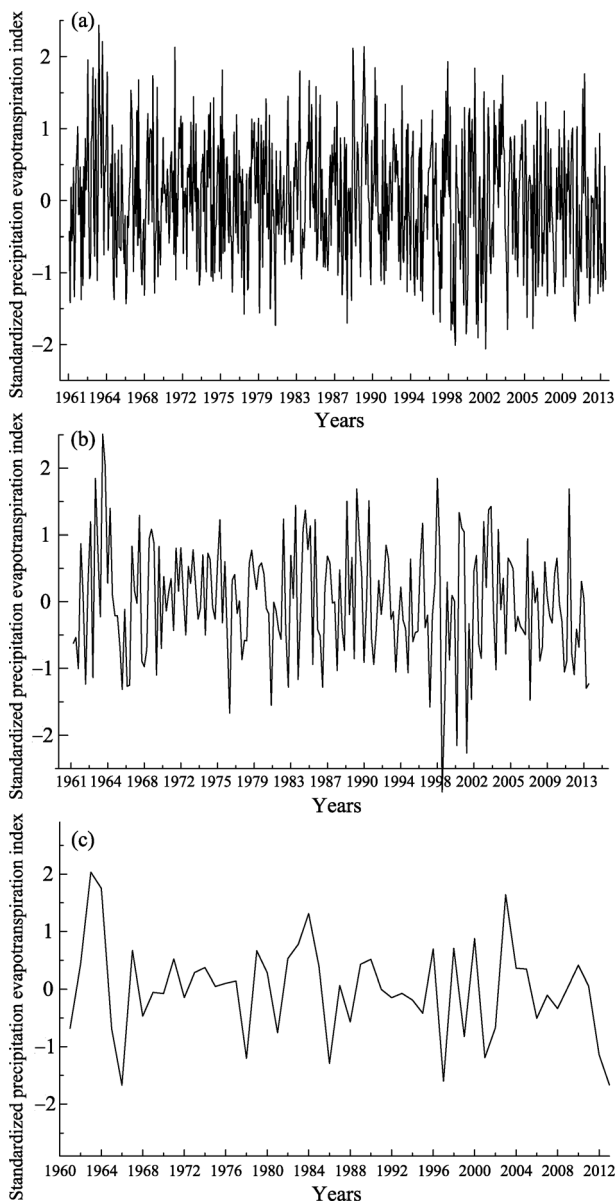 (a)
Standardized precipitation evapotranspiration index
2
1
0
−1
−2
1961 1964 1968 1972 1975 1979 1983 1987 1990 1994 1998 2002 2005 2009 2013
Years
(b)
Standardized precipitation evapotranspiration index
2
1
0
−1
−2
1961 1964 1968 1972 1975 1979 1983 1987 1990 1994 1998 2002 2005 2009 2013
Years
(c)
Standardized precipitation evapotranspiration index
2
1
0
−1
−2
1960 1964 1968 1972 1976 1980 1984 1988 1992 1996 2000 2004 2008 2012
Years